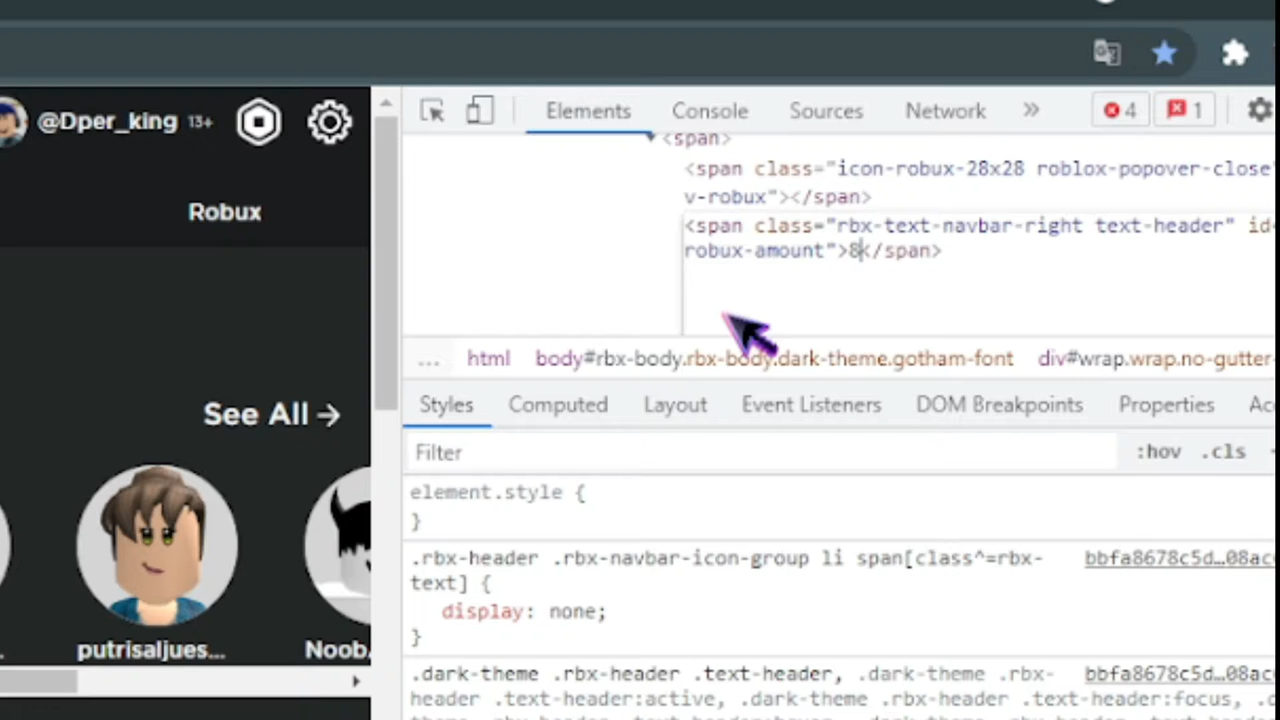 @Dper_king 13+
Robux
See All →
putrisaljues...
Noob
Elements Console Sources Network » 4 1
<span>
<span class="icon-robux-28x28 roblox-popover-close
v-robux"></span>
<span class="rbx-text-navbar-right text-header" id
robux-amount">8</span>
... html body#rbx-body.rbx-body.dark-theme.gotham-font div#wrap.wrap.no-gutter-
Styles Computed Layout Event Listeners DOM Breakpoints Properties Ac
Filter :hov .cls
element.style {
}
.rbx-header .rbx-navbar-icon-group li span[class^=rbx- bbfa8678c5d…08ac
text] {
display: none;
}
.dark-theme .rbx-header .text-header, .dark-theme .rbx- bbfa8678c5d…08ac
header .text-header:active, .dark-theme .rbx-header .text-header:focus, .d